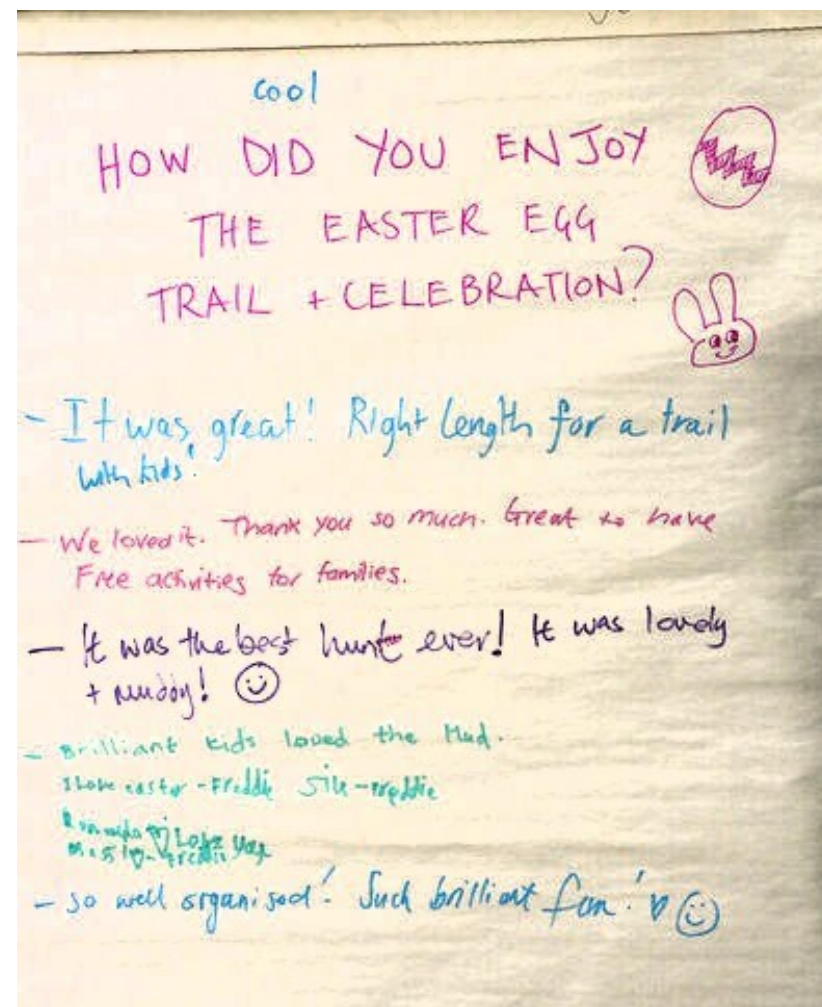 cool
HOW DID YOU ENJOY
THE EASTER EGG
TRAIL + CELEBRATION?
- It was great! Right length for a trail
with kids!
- We loved it. Thank you so much. Great to have
Free activities for families.
- It was the best hunt ever! It was lovely
+ muddy! ☺
- Brilliant kids loved the Mud.
I love easter - Freddie - Freddie
Love you
- So well organised! Such brilliant fun! ♥ ☺